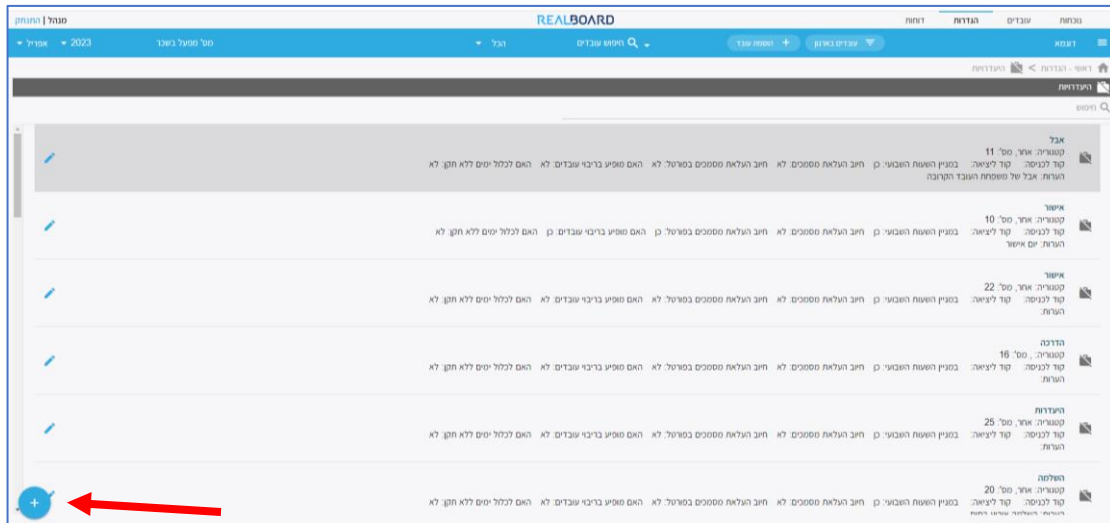 נוכחות עובדים הגדרות דוחות REALBOARD מנהל | התנתק
דוגמא עובדים בארגון + הוספת עובד חיפוש עובדים הכל מס' מפעל בשכר 2023 אפריל
ראשי - הגדרות > היעדרויות
היעדרויות
חיפוש
אבל
קטגוריה: אחר, מס': 11
קוד לכניסה: קוד ליציאה: במניין השעות השבועי: כן חיוב העלאת מסמכים: לא חיוב העלאת מסמכים בפורטל: לא האם מופיע בריבוי עובדים: לא האם לכלול ימים ללא תקן: לא
הערות: אבל של משפחת העובד הקרובה
אישור
קטגוריה: אחר, מס': 10
קוד לכניסה: קוד ליציאה: במניין השעות השבועי: כן חיוב העלאת מסמכים: לא חיוב העלאת מסמכים בפורטל: כן האם מופיע בריבוי עובדים: כן האם לכלול ימים ללא תקן: לא
הערות: יום אישור
אישור
קטגוריה: אחר, מס': 22
קוד לכניסה: קוד ליציאה: במניין השעות השבועי: כן חיוב העלאת מסמכים: לא חיוב העלאת מסמכים בפורטל: לא האם מופיע בריבוי עובדים: לא האם לכלול ימים ללא תקן: לא
הערות:
הדרכה
קטגוריה: , מס': 16
קוד לכניסה: קוד ליציאה: במניין השעות השבועי: כן חיוב העלאת מסמכים: לא חיוב העלאת מסמכים בפורטל: לא האם מופיע בריבוי עובדים: לא האם לכלול ימים ללא תקן: לא
הערות:
היעדרות
קטגוריה: אחר, מס': 25
קוד לכניסה: קוד ליציאה: במניין השעות השבועי: כן חיוב העלאת מסמכים: לא חיוב העלאת מסמכים בפורטל: לא האם מופיע בריבוי עובדים: לא האם לכלול ימים ללא תקן: לא
הערות:
השלמה
קטגוריה: אחר, מס': 20
קוד לכניסה: קוד ליציאה: במניין השעות השבועי: כן חיוב העלאת מסמכים: לא חיוב העלאת מסמכים בפורטל: לא האם מופיע בריבוי עובדים: לא האם לכלול ימים ללא תקן: לא
הערות: השלמה